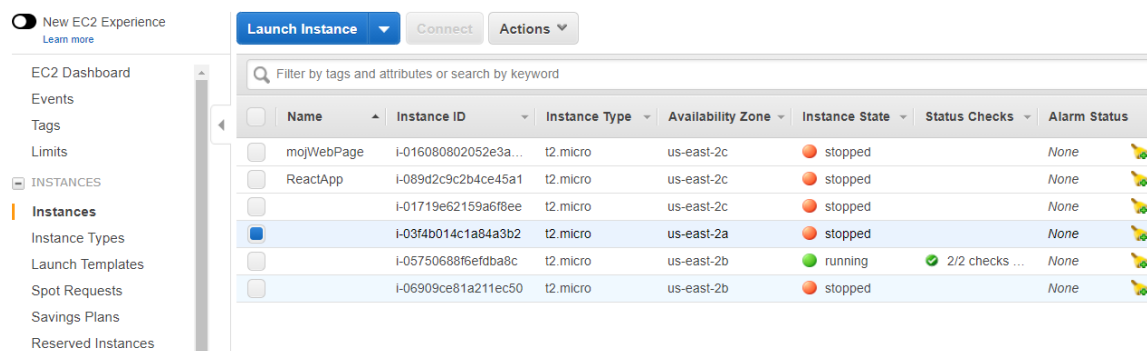 New EC2 Experience
Learn more
EC2 Dashboard
Events
Tags
Limits
INSTANCES
Instances
Instance Types
Launch Templates
Spot Requests
Savings Plans
Reserved Instances
Launch Instance Connect Actions
Filter by tags and attributes or search by keyword
Name Instance ID Instance Type Availability Zone Instance State Status Checks Alarm Status
mojWebPage i-016080802052e3a... t2.micro us-east-2c stopped None
ReactApp i-089d2c9c2b4ce45a1 t2.micro us-east-2c stopped None
i-01719e62159a6f8ee t2.micro us-east-2c stopped None
i-03f4b014c1a84a3b2 t2.micro us-east-2a stopped None
i-05750688f6efdba8c t2.micro us-east-2b running 2/2 checks ... None
i-06909ce81a211ec50 t2.micro us-east-2b stopped None